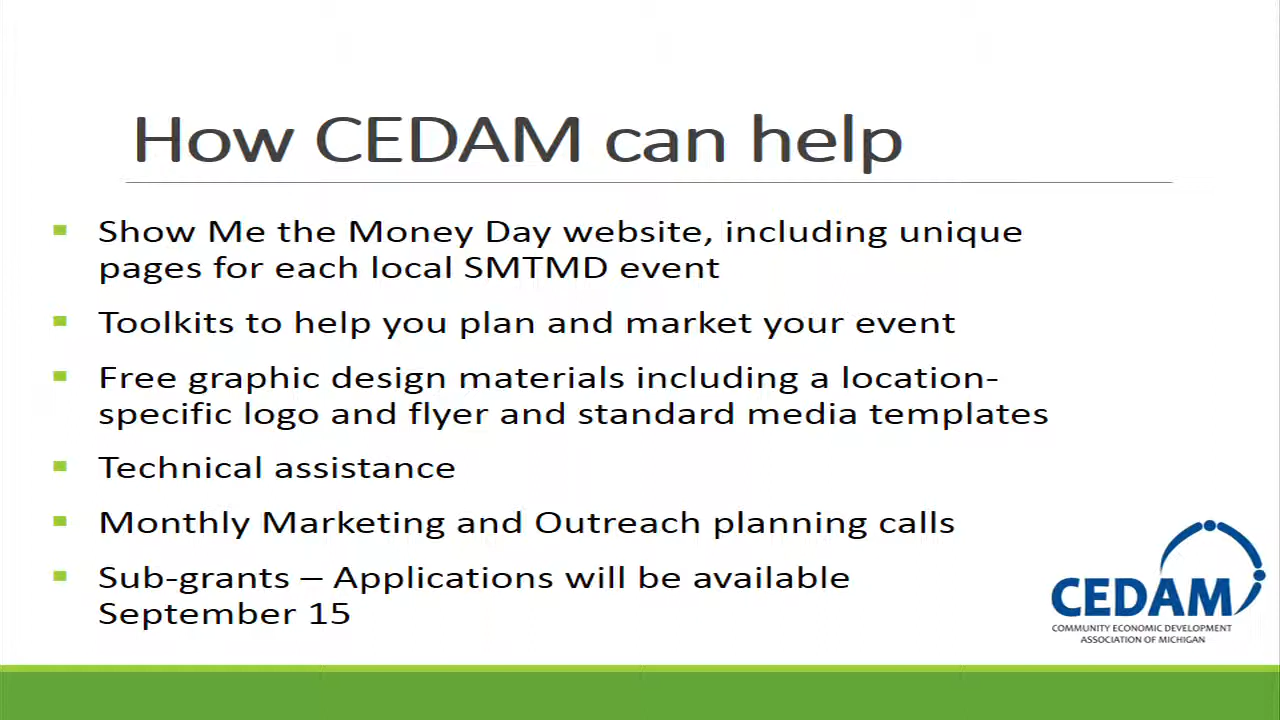 How CEDAM can help
Show Me the Money Day website, including unique
pages for each local SMTMD event
Toolkits to help you plan and market your event
Free graphic design materials including a location-
specific logo and flyer and standard media templates
Technical assistance
Monthly Marketing and Outreach planning calls
Sub-grants – Applications will be available
September 15
CEDAM
COMMUNITY ECONOMIC DEVELOPMENT
ASSOCIATION OF MICHIGAN